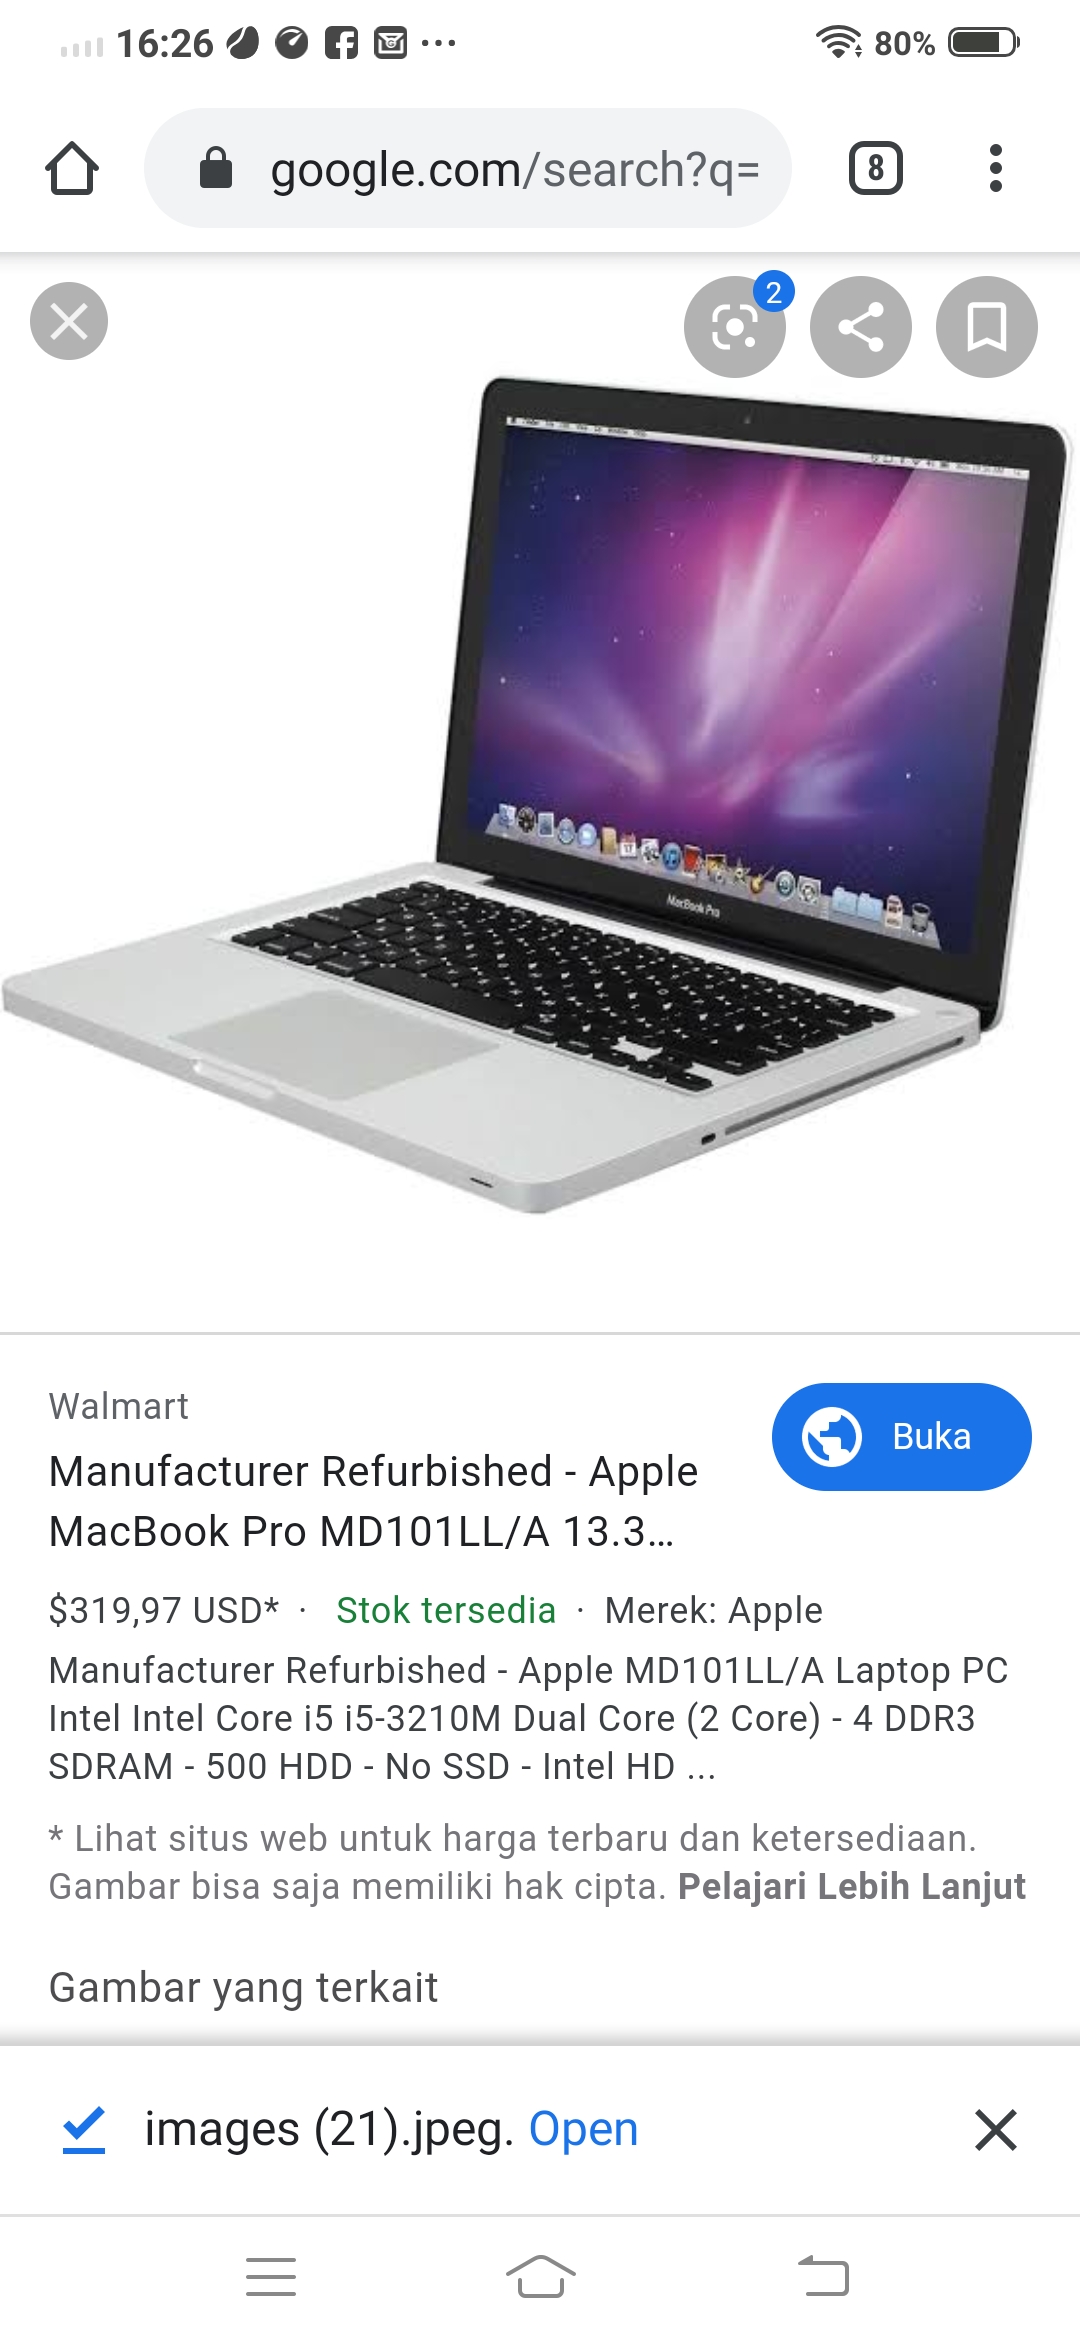 16:26
80%
google.com/search?q=
8
2
MacBook Pro
Walmart
Buka
Manufacturer Refurbished - Apple
MacBook Pro MD101LL/A 13.3...
$319,97 USD* · Stok tersedia · Merek: Apple
Manufacturer Refurbished - Apple MD101LL/A Laptop PC
Intel Intel Core i5 i5-3210M Dual Core (2 Core) - 4 DDR3
SDRAM - 500 HDD - No SSD - Intel HD ...
* Lihat situs web untuk harga terbaru dan ketersediaan.
Gambar bisa saja memiliki hak cipta. Pelajari Lebih Lanjut
Gambar yang terkait
images (21).jpeg. Open